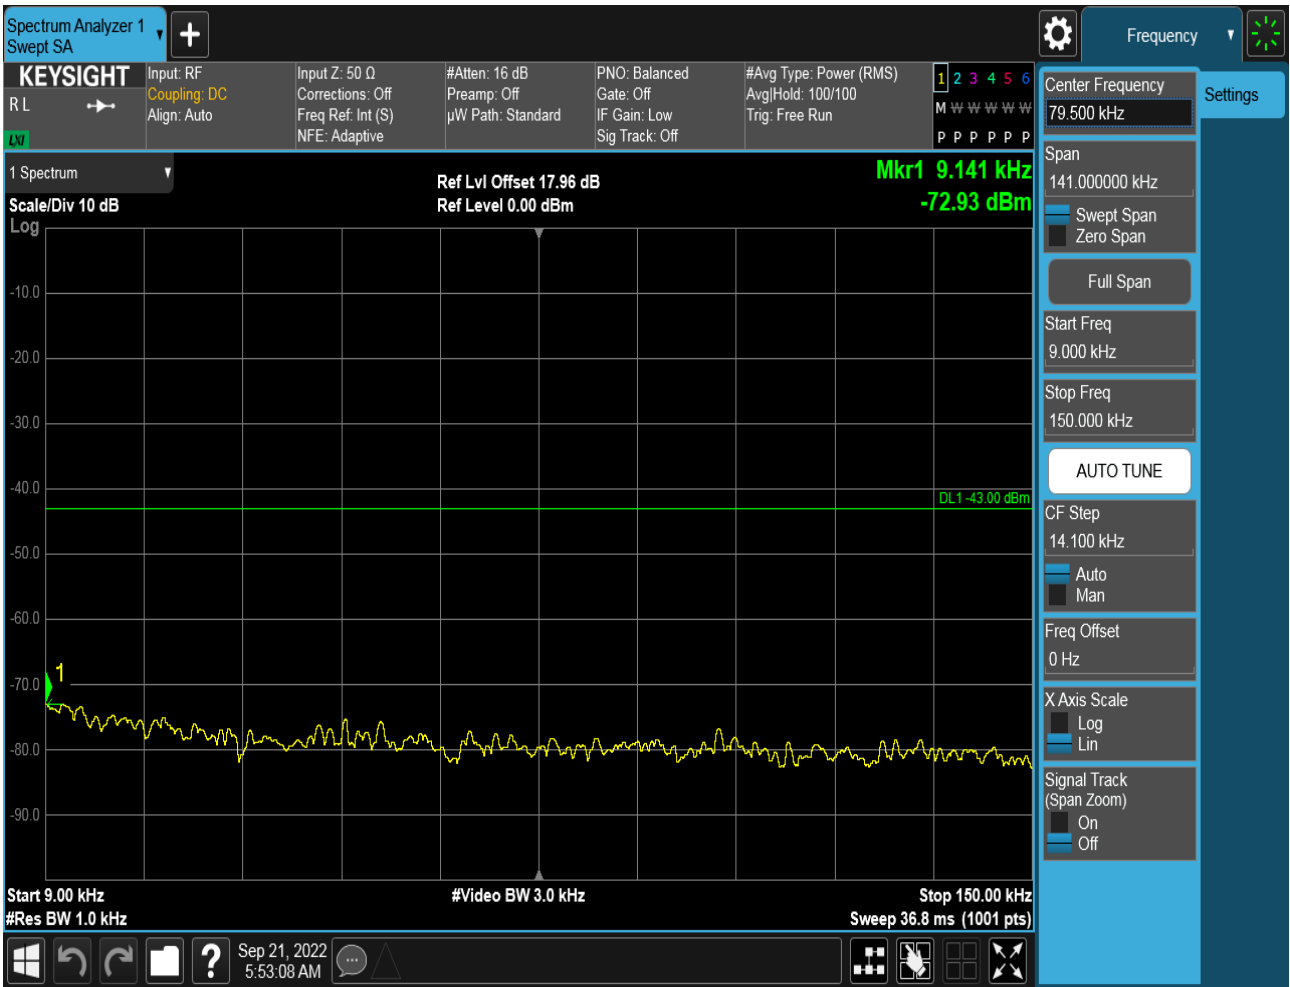 Spectrum Analyzer 1
Swept SA
Frequency
KEYSIGHT
R L
LXI
Input: RF
Coupling: DC
Align: Auto
Input Z: 50 Ω
Corrections: Off
Freq Ref: Int (S)
NFE: Adaptive
#Atten: 16 dB
Preamp: Off
µW Path: Standard
PNO: Balanced
Gate: Off
IF Gain: Low
Sig Track: Off
#Avg Type: Power (RMS)
Avg|Hold: 100/100
Trig: Free Run
1 2 3 4 5 6
M W W W W W
P P P P P P
1 Spectrum
Scale/Div 10 dB
Log
Ref Lvl Offset 17.96 dB
Ref Level 0.00 dBm
Mkr1 9.141 kHz
-72.93 dBm
-10.0
-20.0
-30.0
-40.0
DL1 -43.00 dBm
-50.0
-60.0
1
-70.0
-80.0
-90.0
Start 9.00 kHz
#Res BW 1.0 kHz
#Video BW 3.0 kHz
Stop 150.00 kHz
Sweep 36.8 ms (1001 pts)
Center Frequency
79.500 kHz
Settings
Span
141.000000 kHz
Swept Span
Zero Span
Full Span
Start Freq
9.000 kHz
Stop Freq
150.000 kHz
AUTO TUNE
CF Step
14.100 kHz
Auto
Man
Freq Offset
0 Hz
X Axis Scale
Log
Lin
Signal Track
(Span Zoom)
On
Off
?
Sep 21, 2022
5:53:08 AM